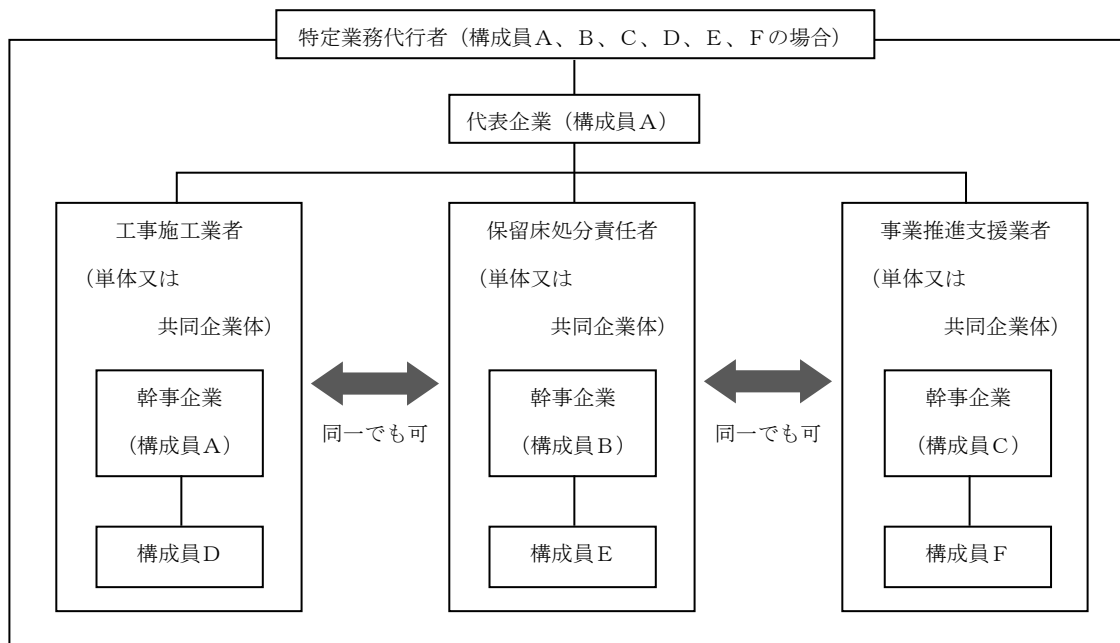 特定業務代行者（構成員Ａ、Ｂ、Ｃ、Ｄ、Ｅ、Ｆの場合）
代表企業（構成員Ａ）
工事施工業者
（単体又は
共同企業体）
幹事企業
（構成員Ａ）
構成員Ｄ
同一でも可
保留床処分責任者
（単体又は
共同企業体）
幹事企業
（構成員Ｂ）
構成員Ｅ
同一でも可
事業推進支援業者
（単体又は
共同企業体）
幹事企業
（構成員Ｃ）
構成員Ｆ